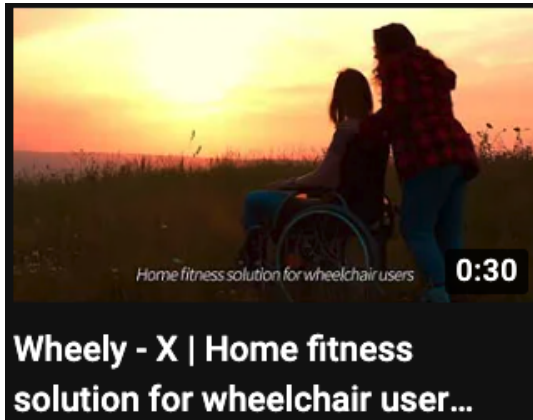 Home fitness solution for wheelchair users
0:30
Wheely - X | Home fitness
solution for wheelchair user...